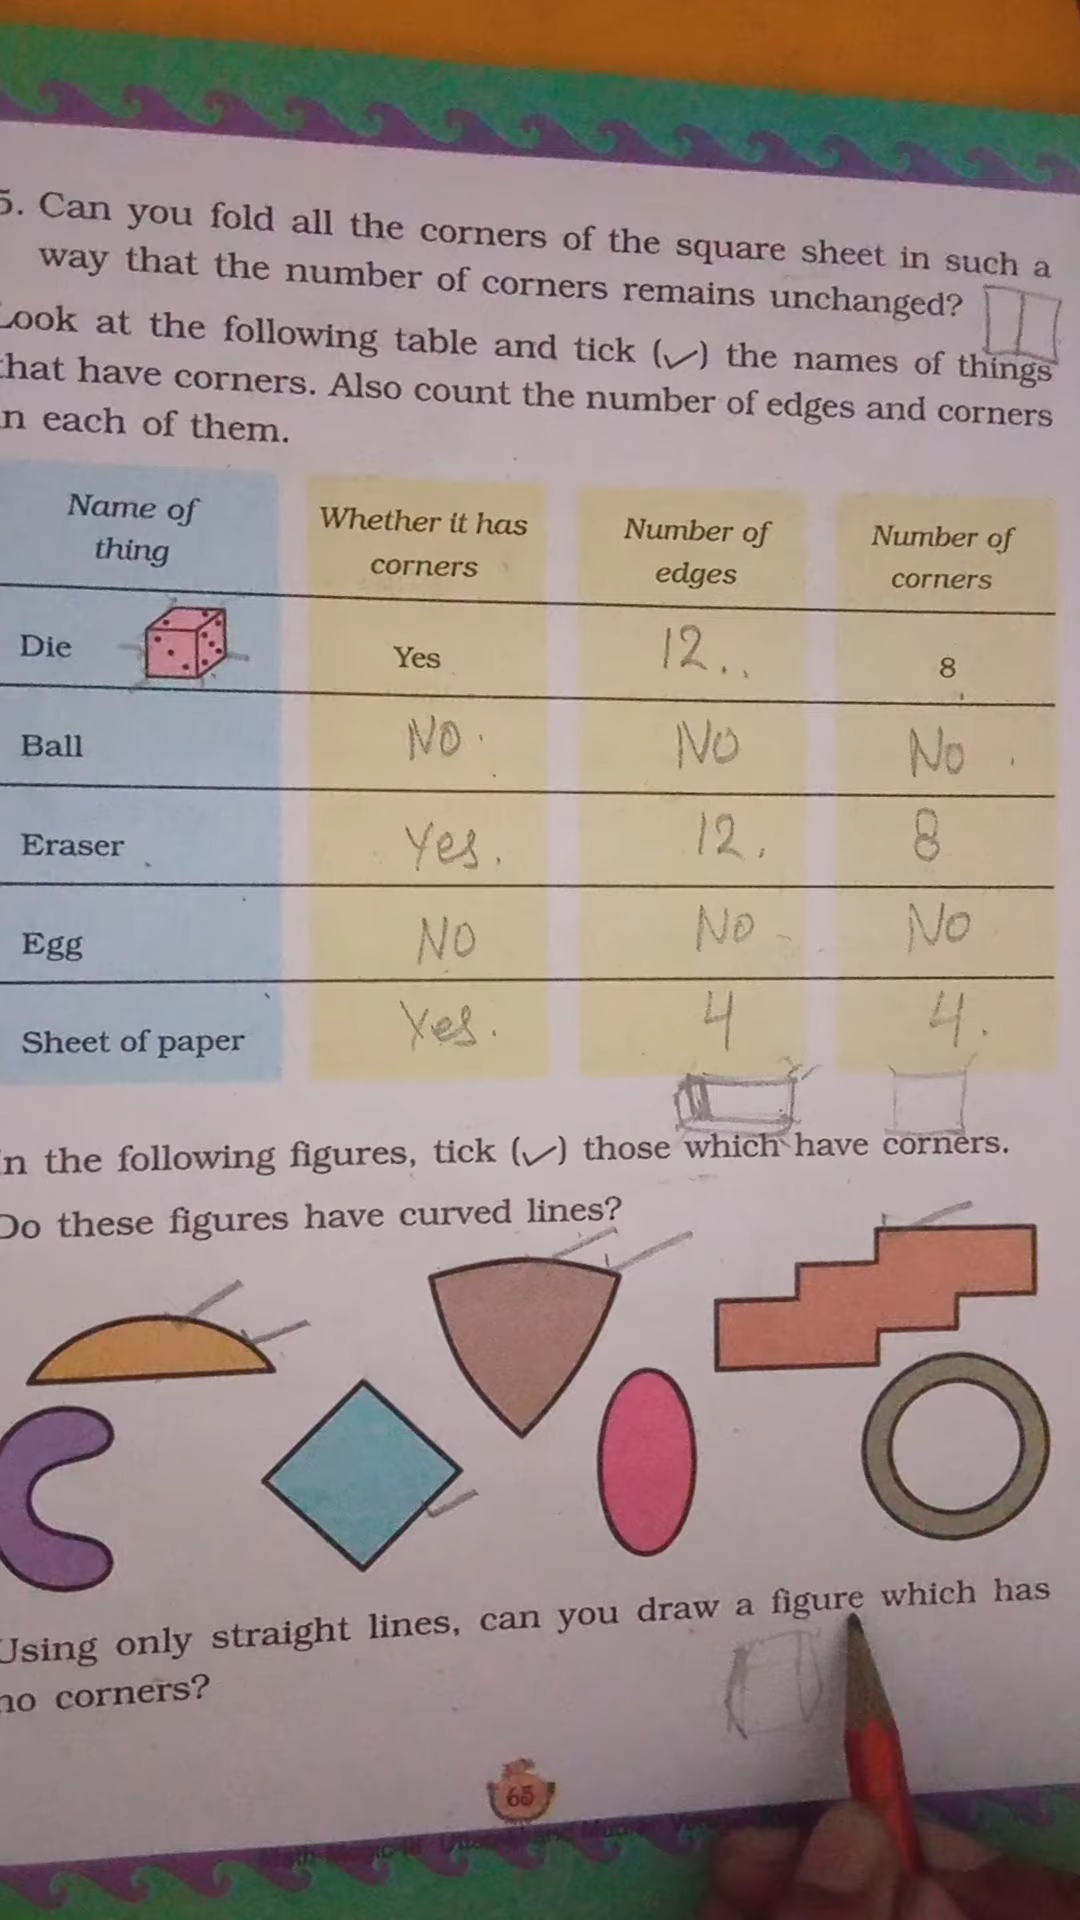 5. Can you fold all the corners of the square sheet in such a
way that the number of corners remains unchanged?
Look at the following table and tick (✓) the names of things
that have corners. Also count the number of edges and corners
in each of them.
Name of thing Whether it has corners Number of edges Number of corners
Die Yes 12 8
Ball NO NO No
Eraser Yes. 12. 8
Egg NO NO No
Sheet of paper Yes. 4 4.
In the following figures, tick (✓) those which have corners.
Do these figures have curved lines?
Using only straight lines, can you draw a figure which has
no corners?
65